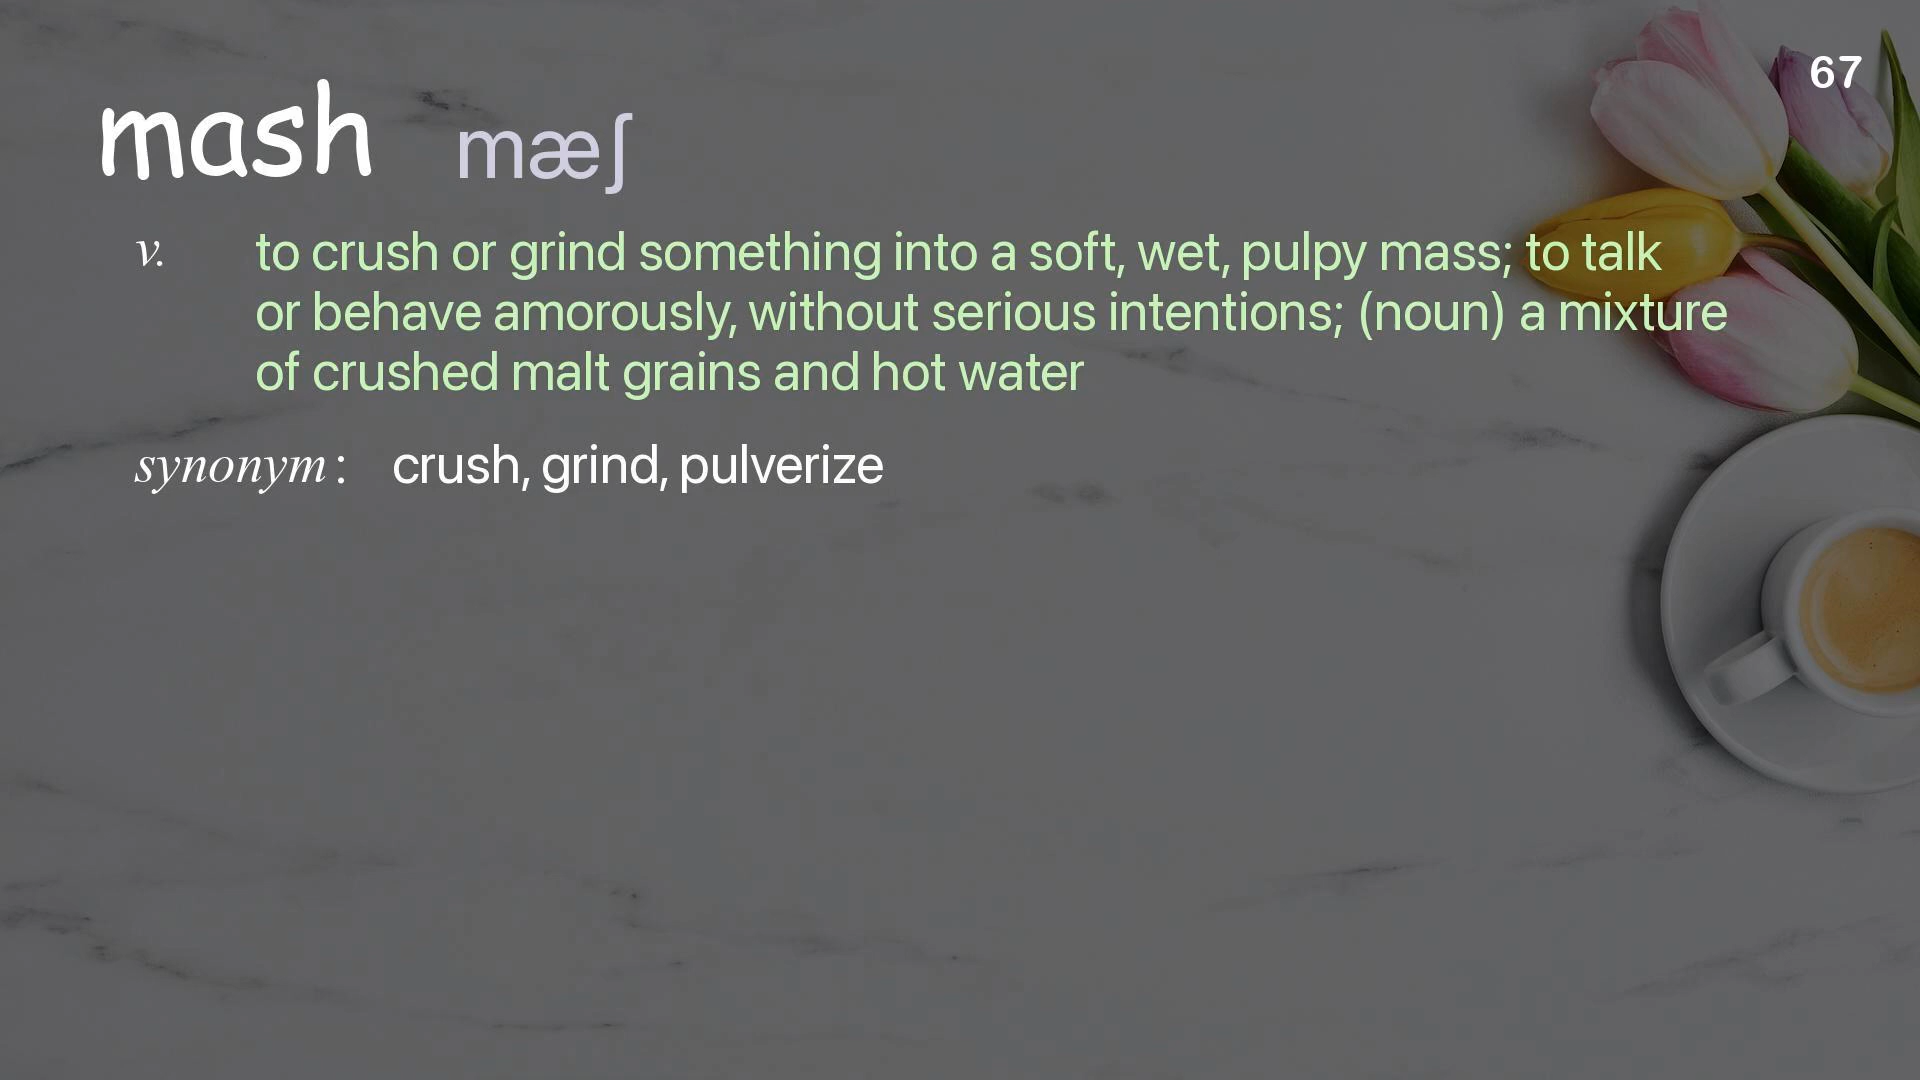 67
mash mæʃ
v. to crush or grind something into a soft, wet, pulpy mass; to talk
or behave amorously, without serious intentions; (noun) a mixture
of crushed malt grains and hot water
synonym : crush, grind, pulverize